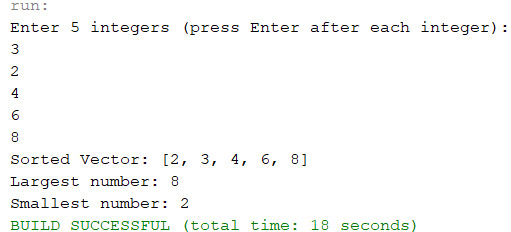 run:
Enter 5 integers (press Enter after each integer):
3
2
4
6
8
Sorted Vector: [2, 3, 4, 6, 8]
Largest number: 8
Smallest number: 2
BUILD SUCCESSFUL (total time: 18 seconds)